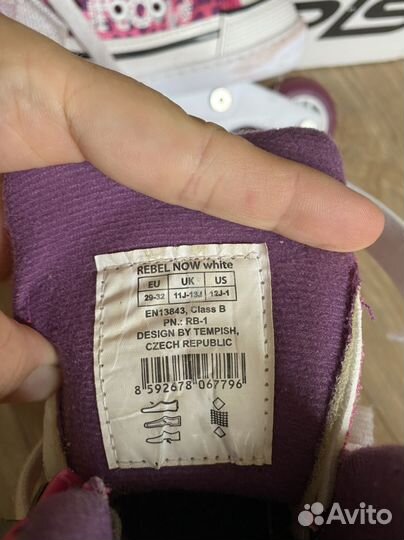 REBEL NOW white
EU UK US
29-32 11J-13J 12J-1
EN13843, Class B
PN.: RB-1
DESIGN BY TEMPISH,
CZECH REPUBLIC
8 592678 067796
Avito